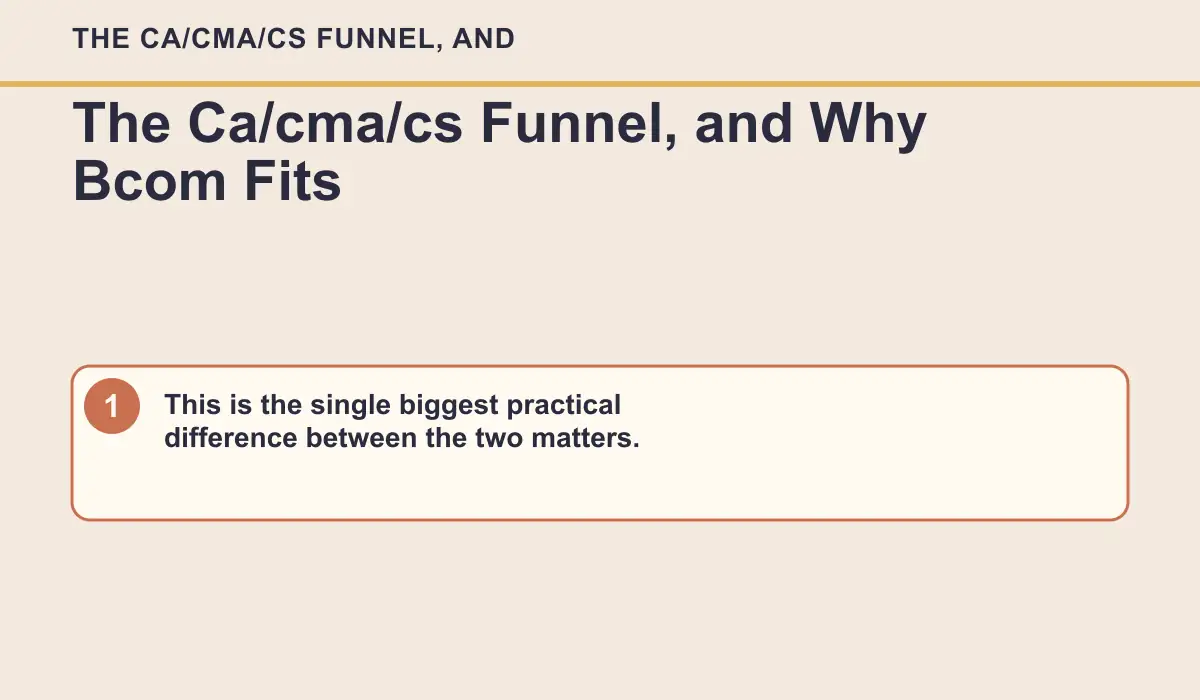 THE CA/CMA/CS FUNNEL, AND
The Ca/cma/cs Funnel, and Why
Bcom Fits
1
This is the single biggest practical
difference between the two matters.